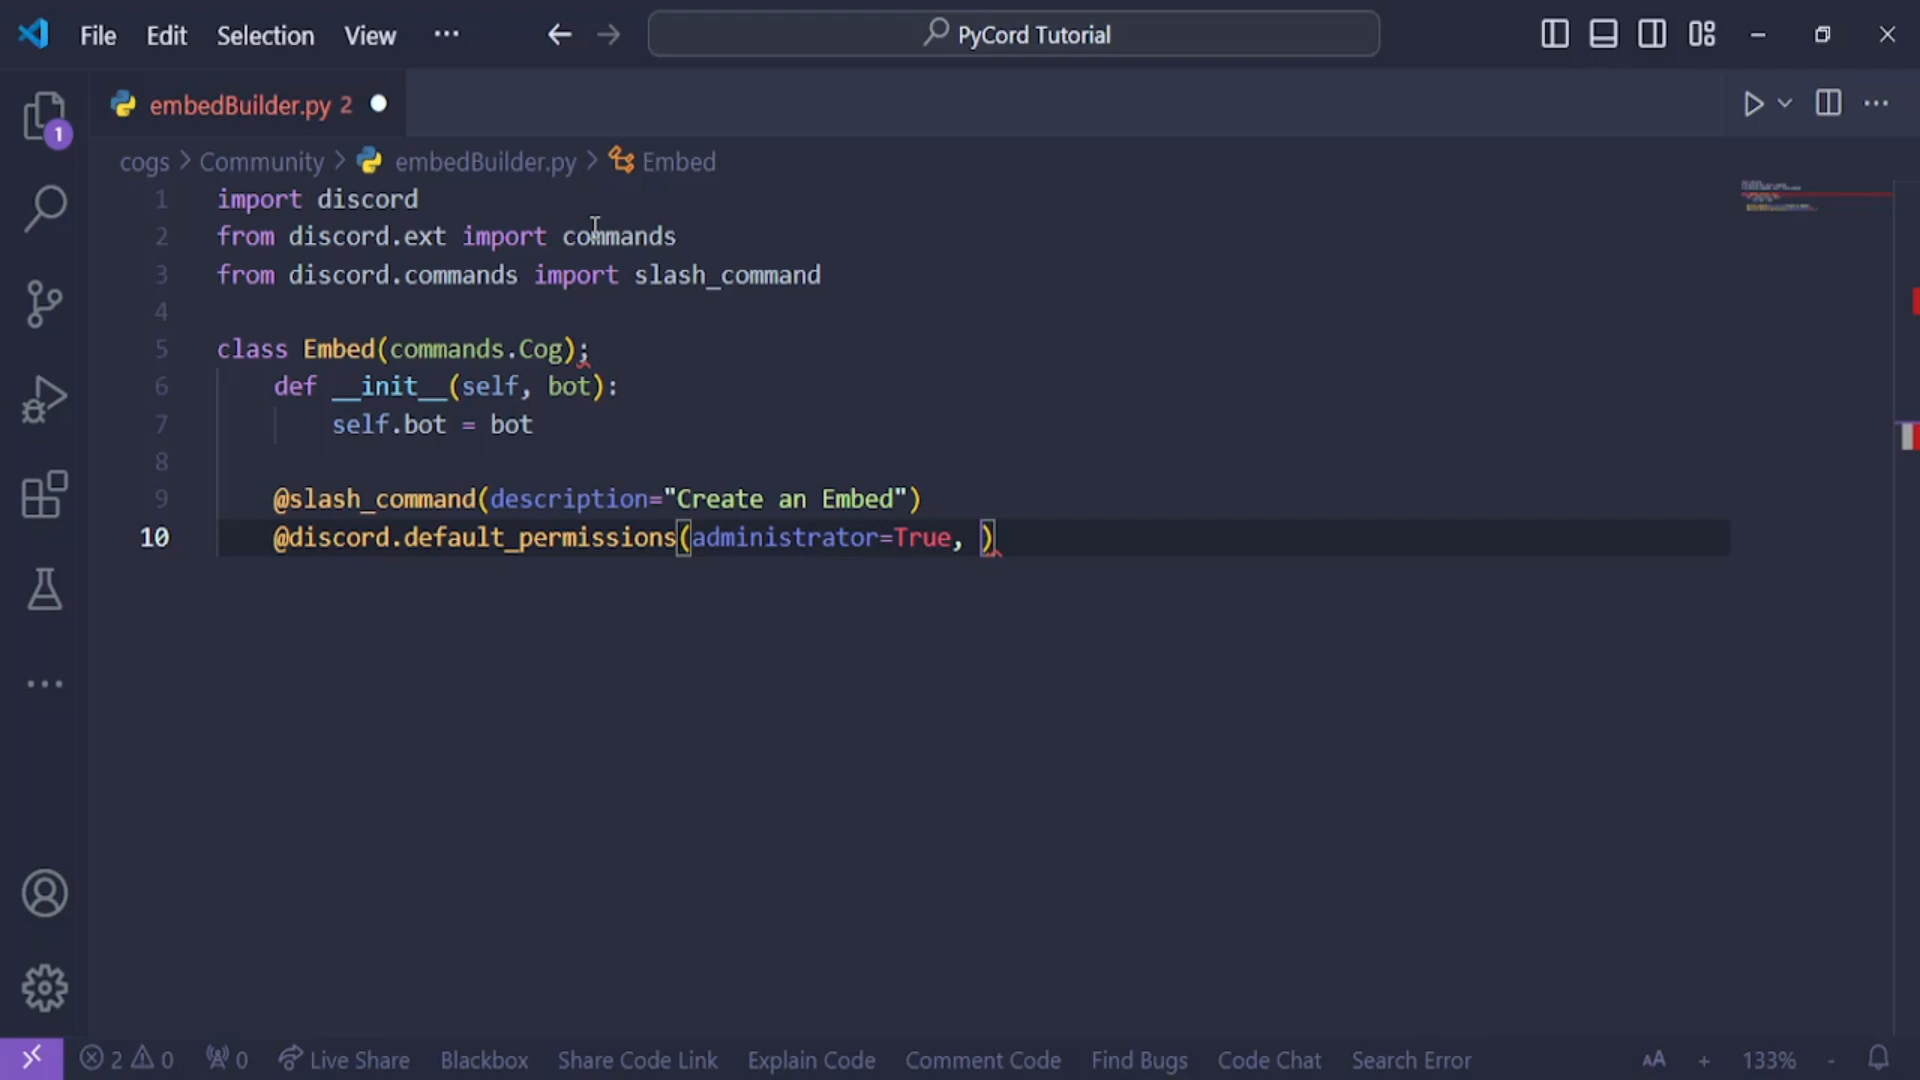 File Edit Selection View ··· PyCord Tutorial
embedBuilder.py 2
cogs > Community > embedBuilder.py > Embed
1
1 import discord
2 from discord.ext import commands
3 from discord.commands import slash_command
4
5 class Embed(commands.Cog);
6 def __init__(self, bot):
7 self.bot = bot
8
9 @slash_command(description="Create an Embed")
10 @discord.default_permissions(administrator=True, )
2 0 0 Live Share Blackbox Share Code Link Explain Code Comment Code Find Bugs Code Chat Search Error AA + 133% -